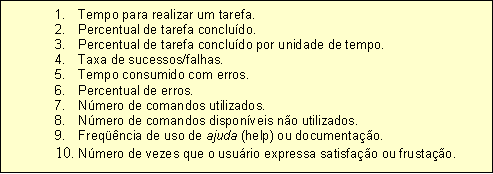 1. Tempo para realizar um tarefa.
2. Percentual de tarefa concluído.
3. Percentual de tarefa concluído por unidade de tempo.
4. Taxa de sucessos/falhas.
5. Tempo consumido com erros.
6. Percentual de erros.
7. Número de comandos utilizados.
8. Número de comandos disponíveis não utilizados.
9. Freqüência de uso de ajuda (help) ou documentação.
10. Número de vezes que o usuário expressa satisfação ou frustação.